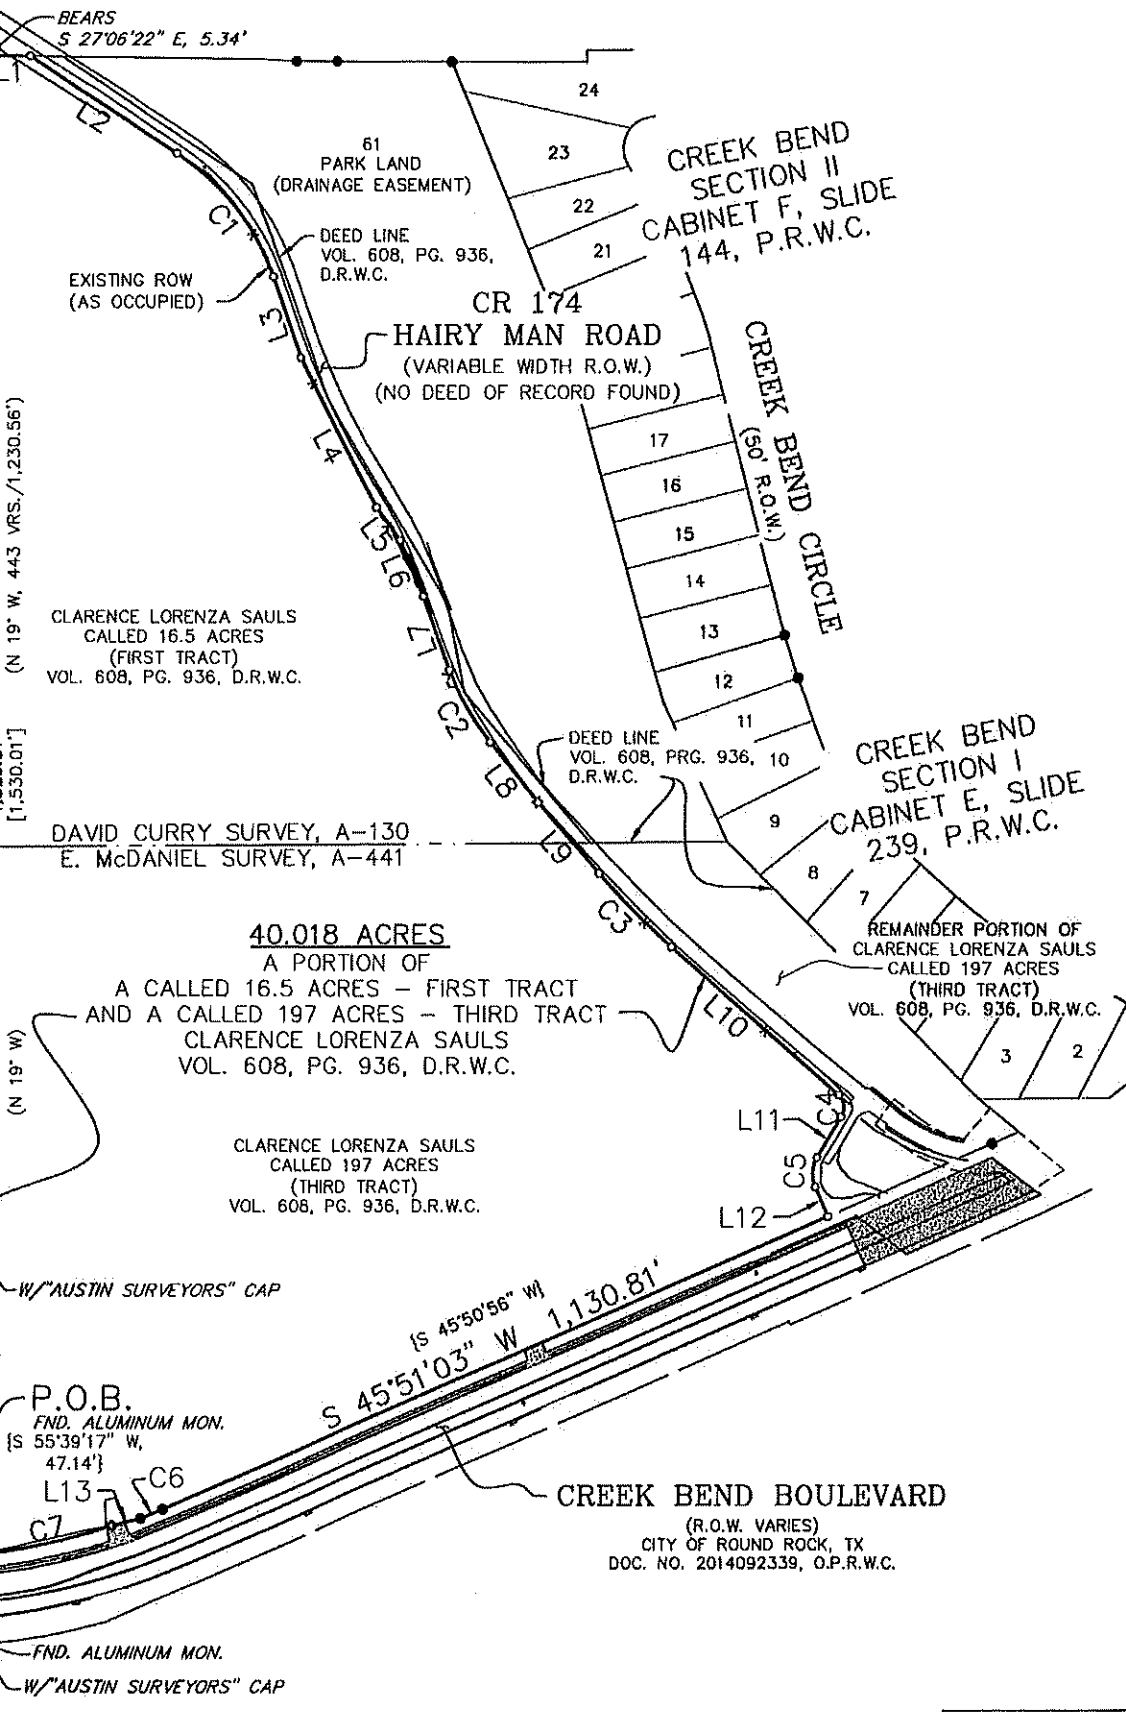 BEARS
S 27°06'22" E, 5.34'
L1
L2
24
61
PARK LAND
(DRAINAGE EASEMENT)
23
CREEK BEND
SECTION II
CABINET F, SLIDE
144, P.R.W.C.
22
21
C1
DEED LINE
VOL. 608, PG. 936,
D.R.W.C.
EXISTING ROW
(AS OCCUPIED)
L3
CR 174
HAIRY MAN ROAD
(VARIABLE WIDTH R.O.W.)
(NO DEED OF RECORD FOUND)
CREEK BEND CIRCLE
(50' R.O.W.)
L4
17
16
15
14
13
12
11
10
9
8
7
3
2
(N 19° W, 443 VRS./1,230.56')
[1,530.01']
L5
L6
L7
CLARENCE LORENZA SAULS
CALLED 16.5 ACRES
(FIRST TRACT)
VOL. 608, PG. 936, D.R.W.C.
C2
L8
DEED LINE
VOL. 608, PRG. 936,
D.R.W.C.
CREEK BEND
SECTION I
CABINET E, SLIDE
239, P.R.W.C.
DAVID CURRY SURVEY, A-130
E. McDANIEL SURVEY, A-441
L9
C3
REMAINDER PORTION OF
CLARENCE LORENZA SAULS
CALLED 197 ACRES
(THIRD TRACT)
VOL. 608, PG. 936, D.R.W.C.
40.018 ACRES
A PORTION OF
A CALLED 16.5 ACRES - FIRST TRACT
AND A CALLED 197 ACRES - THIRD TRACT
CLARENCE LORENZA SAULS
VOL. 608, PG. 936, D.R.W.C.
L10
(N 19° W)
C4
L11
C5
L12
CLARENCE LORENZA SAULS
CALLED 197 ACRES
(THIRD TRACT)
VOL. 608, PG. 936, D.R.W.C.
W/"AUSTIN SURVEYORS" CAP
{S 45°50'56" W}
S 45°51'03" W 1,130.81'
P.O.B.
FND. ALUMINUM MON.
{S 55°39'17" W,
47.14'}
L13
C6
C7
CREEK BEND BOULEVARD
(R.O.W. VARIES)
CITY OF ROUND ROCK, TX
DOC. NO. 2014092339, O.P.R.W.C.
FND. ALUMINUM MON.
W/"AUSTIN SURVEYORS" CAP